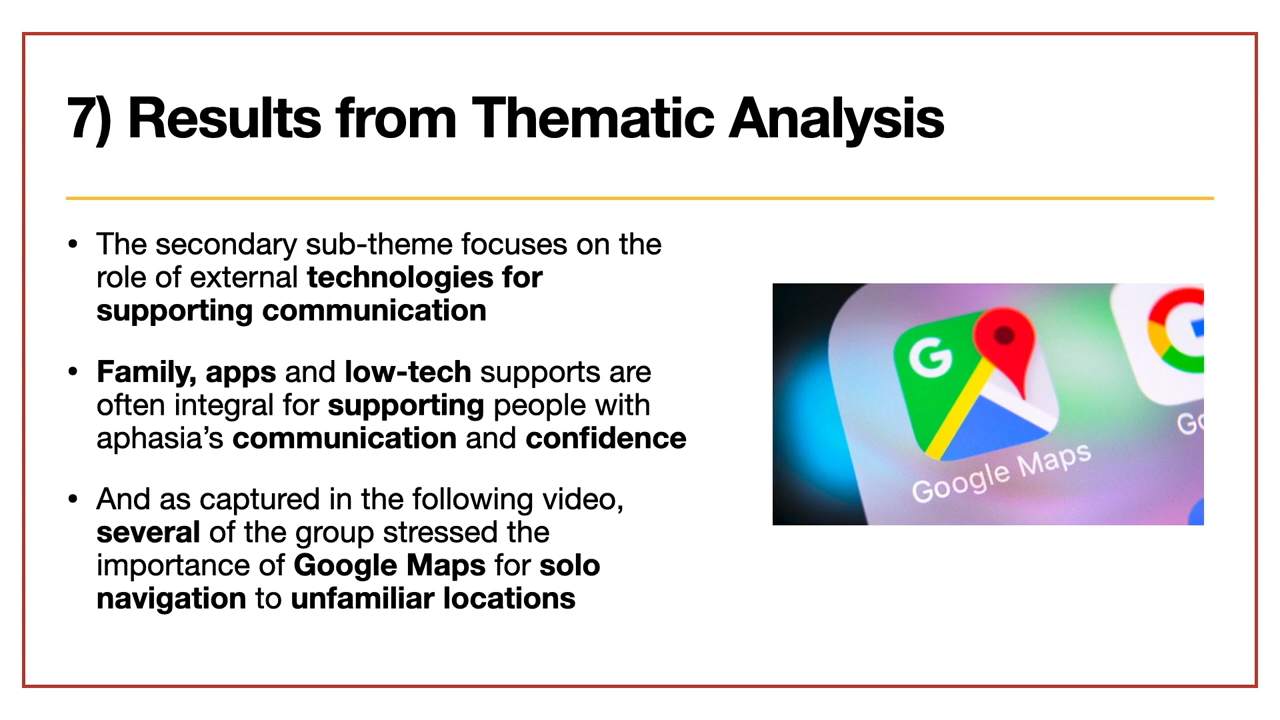 7) Results from Thematic Analysis
• The secondary sub-theme focuses on the
role of external technologies for
supporting communication
• Family, apps and low-tech supports are
often integral for supporting people with
aphasia’s communication and confidence
• And as captured in the following video,
several of the group stressed the
importance of Google Maps for solo
navigation to unfamiliar locations
G
Google Maps
G
Go